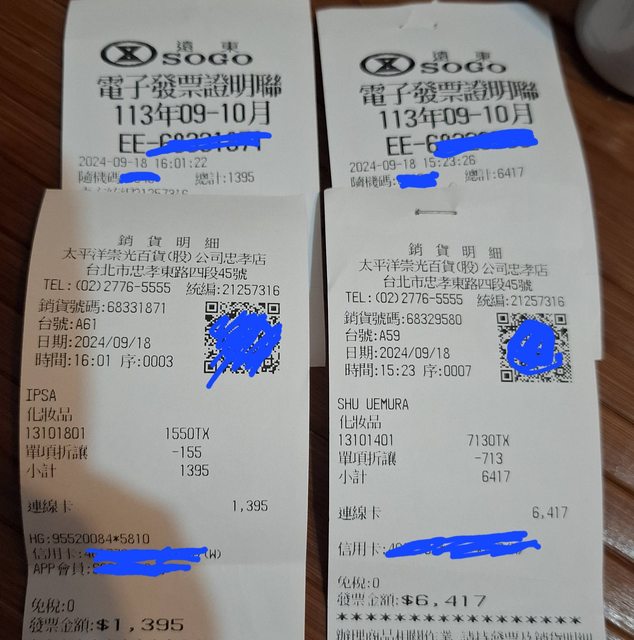 遠東
SOGO
電子發票證明聯
113年09-10月
EE-
2024-09-18 16:01:22
隨機碼: 總計:1395
21257316
銷貨明細
太平洋崇光百貨(股)公司忠孝店
台北市忠孝東路四段45號
TEL:(02)2776-5555 統編:21257316
銷貨號碼:68331871
台號:A61
日期:2024/09/18
時間:16:01 序:0003
IPSA
化妝品
13101801 1550TX
單項折讓 -155
小計 1395
連線卡 1,395
HG:95520084*5810
信用卡: (W)
APP會員:
免稅:0
發票金額:$1,395
遠東
SOGO
電子發票證明聯
113年09-10月
EE-6
2024-09-18 15:23:26
隨機碼: 總計:6417
銷貨明細
太平洋崇光百貨(股)公司忠孝店
台北市忠孝東路四段45號
TEL:(02)2776-5555 統編:21257316
銷貨號碼:68329580
台號:A59
日期:2024/09/18
時間:15:23 序:0007
SHU UEMURA
化妝品
13101401 7130TX
單項折讓 -713
小計 6417
連線卡 6,417
信用卡:
免稅:0
發票金額:$6,417
******************